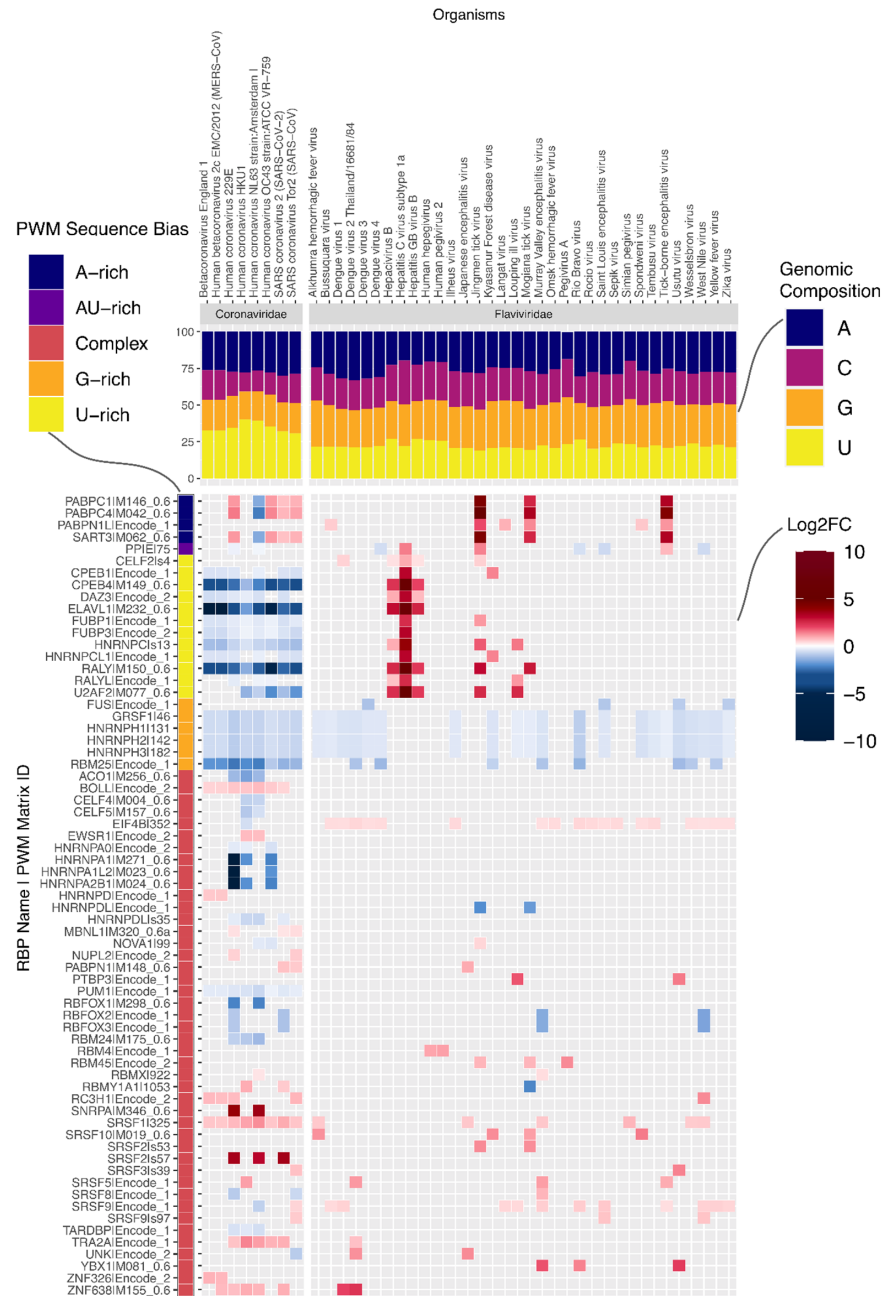 Organisms
Betacoronavirus England 1
Human betacoronavirus 2c EMC/2012 (MERS−CoV)
Human coronavirus 229E
Human coronavirus HKU1
Human coronavirus NL63 strain:Amsterdam I
Human coronavirus OC43 strain:ATCC VR−759
SARS coronavirus 2 (SARS−CoV−2)
SARS coronavirus Tor2 (SARS−CoV)
Alkhumra hemorrhagic fever virus
Bussuquara virus
Dengue virus 1
Dengue virus 2 Thailand/16681/84
Dengue virus 3
Dengue virus 4
Hepacivirus B
Hepatitis C virus subtype 1a
Hepatitis GB virus B
Human hepegivirus
Human pegivirus 2
Ilheus virus
Japanese encephalitis virus
Jingmen tick virus
Kyasanur Forest disease virus
Langat virus
Louping ill virus
Mogiana tick virus
Murray Valley encephalitis virus
Omsk hemorrhagic fever virus
Pegivirus A
Rio Bravo virus
Rocio virus
Saint Louis encephalitis virus
Sepik virus
Simian pegivirus
Spondweni virus
Tembusu virus
Tick−borne encephalitis virus
Usutu virus
Wesselsbron virus
West Nile virus
Yellow fever virus
Zika virus
PWM Sequence Bias
A−rich
AU−rich
Complex
G−rich
U−rich
Coronaviridae
Flaviviridae
100
75
50
25
0
Genomic
Composition
A
C
G
U
Log2FC
10
5
0
−5
−10
RBP Name | PWM Matrix ID
PABPC1|M146_0.6
PABPC4|M042_0.6
PABPN1L|Encode_1
SART3|M062_0.6
PPIE|75
CELF2|s4
CPEB1|Encode_1
CPEB4|M149_0.6
DAZ3|Encode_2
ELAVL1|M232_0.6
FUBP1|Encode_1
FUBP3|Encode_2
HNRNPC|s13
HNRNPCL1|Encode_1
RALY|M150_0.6
RALYL|Encode_1
U2AF2|M077_0.6
FUS|Encode_1
GRSF1|46
HNRNPH1|131
HNRNPH2|142
HNRNPH3|182
RBM25|Encode_1
ACO1|M256_0.6
BOLL|Encode_2
CELF4|M004_0.6
CELF5|M157_0.6
EIF4B|352
EWSR1|Encode_2
HNRNPA0|Encode_2
HNRNPA1|M271_0.6
HNRNPA1L2|M023_0.6
HNRNPA2B1|M024_0.6
HNRNPD|Encode_1
HNRNPDL|Encode_1
HNRNPDL|s35
MBNL1|M320_0.6a
NOVA1|99
NUPL2|Encode_2
PABPN1|M148_0.6
PTBP3|Encode_1
PUM1|Encode_1
RBFOX1|M298_0.6
RBFOX2|Encode_1
RBFOX3|Encode_1
RBM24|M175_0.6
RBM4|Encode_1
RBM45|Encode_2
RBMX|922
RBMY1A1|1053
RC3H1|Encode_1
SNRPA|M346_0.6
SRSF1|325
SRSF10|M019_0.6
SRSF2|s53
SRSF2|s57
SRSF3|s39
SRSF5|Encode_1
SRSF8|Encode_1
SRSF9|Encode_1
SRSF9|s97
TARDBP|Encode_1
TRA2A|Encode_1
UNK|Encode_2
YBX1|M081_0.6
ZNF326|Encode_2
ZNF638|M155_0.6